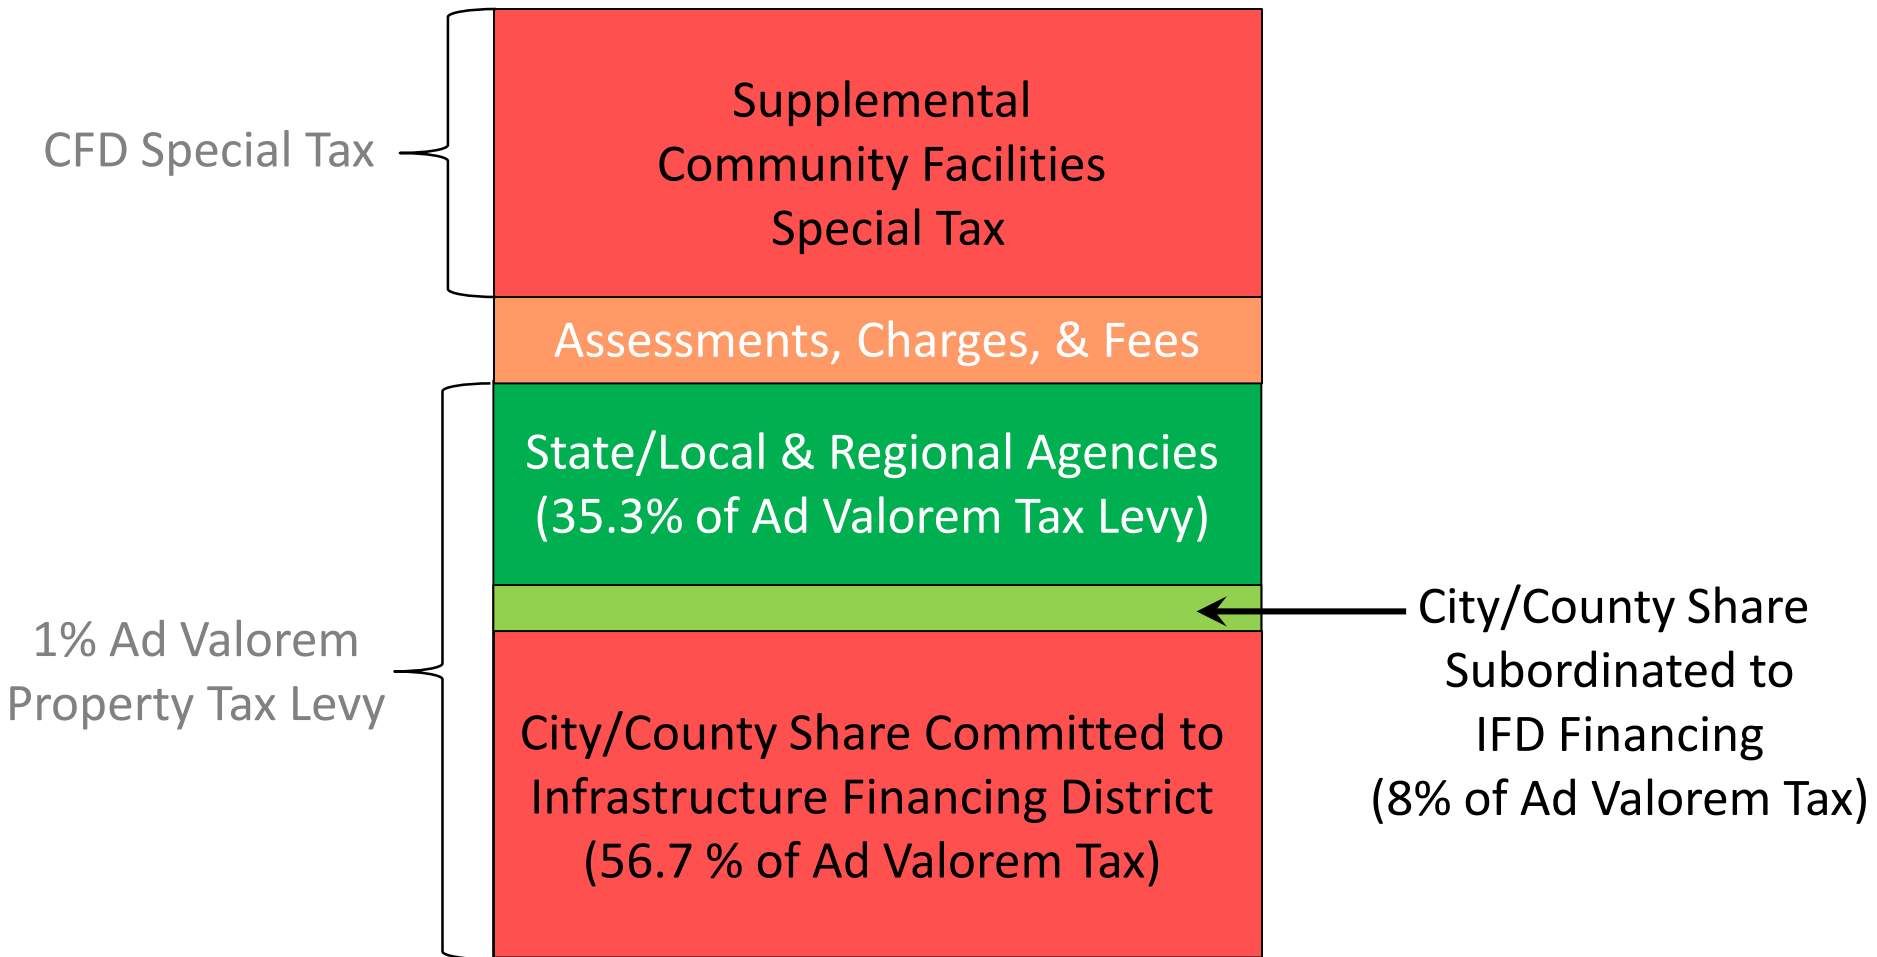 CFD Special Tax
Supplemental
Community Facilities
Special Tax
Assessments, Charges, & Fees
1% Ad Valorem
Property Tax Levy
State/Local & Regional Agencies
(35.3% of Ad Valorem Tax Levy)
City/County Share
Subordinated to
IFD Financing
(8% of Ad Valorem Tax)
City/County Share Committed to
Infrastructure Financing District
(56.7 % of Ad Valorem Tax)